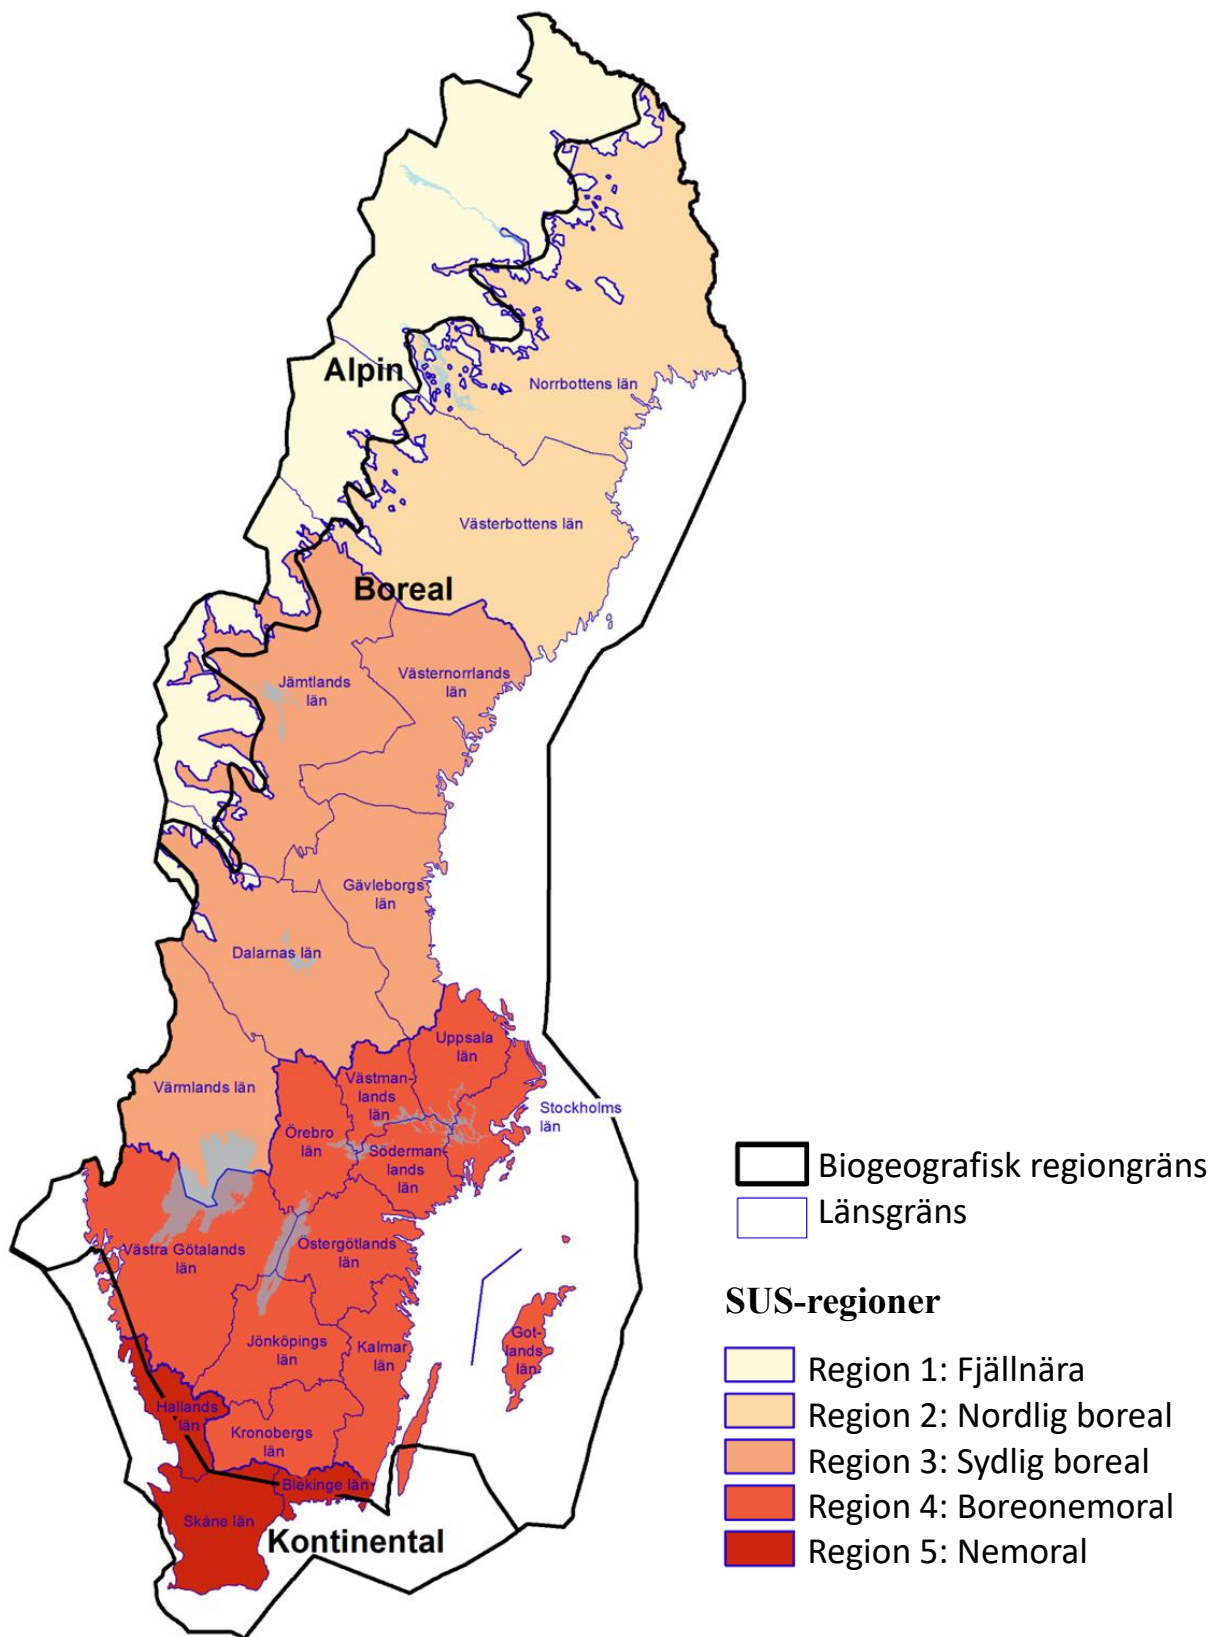 Alpin
Norrbottens län
Västerbottens län
Boreal
Jämtlands
län
Västernorrlands
län
Gävleborgs
län
Dalarnas län
Uppsala
län
Värmlands län
Västman-
lands
län
Stockholms
län
Örebro
län
Söderman-
lands
län
Västra Götalands
län
Östergötlands
län
Jönköpings
län
Kalmar
län
Got-
lands
län
Hallands
län
Kronobergs
län
Blekinge län
Skåne län
Kontinental
Biogeografisk regiongräns
Länsgräns
SUS-regioner
Region 1: Fjällnära
Region 2: Nordlig boreal
Region 3: Sydlig boreal
Region 4: Boreonemoral
Region 5: Nemoral